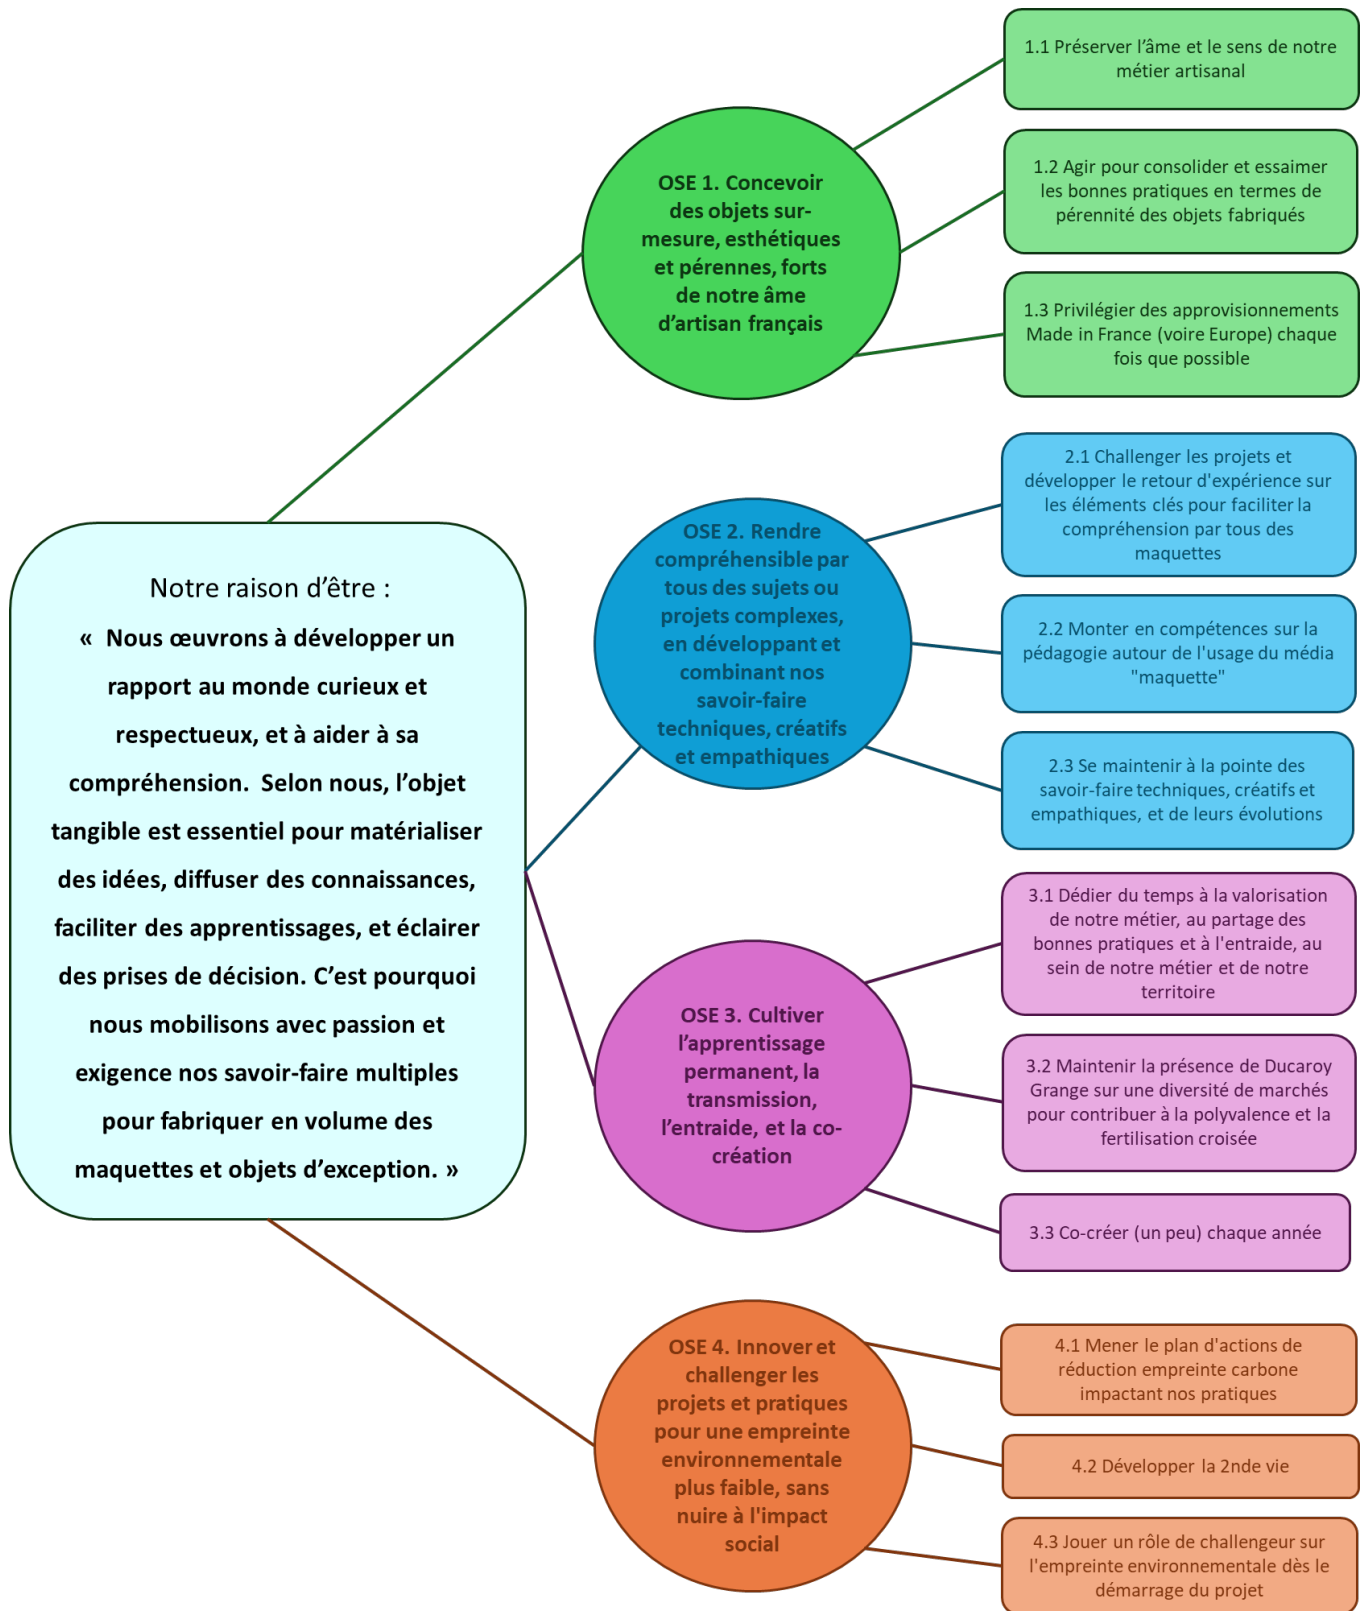 Notre raison d’être :
«  Nous œuvrons à développer un
rapport au monde curieux et
respectueux, et à aider à sa
compréhension.  Selon nous, l’objet
tangible est essentiel pour matérialiser
des idées, diffuser des connaissances,
faciliter des apprentissages, et éclairer
des prises de décision. C’est pourquoi
nous mobilisons avec passion et
exigence nos savoir-faire multiples
pour fabriquer en volume des
maquettes et objets d’exception. »
OSE 1. Concevoir
des objets sur-
mesure, esthétiques
et pérennes, forts
de notre âme
d’artisan français
1.1 Préserver l’âme et le sens de notre
métier artisanal
1.2 Agir pour consolider et essaimer
les bonnes pratiques en termes de
pérennité des objets fabriqués
1.3 Privilégier des approvisionnements
Made in France (voire Europe) chaque
fois que possible
OSE 2. Rendre
compréhensible par
tous des sujets ou
projets complexes,
en développant et
combinant nos
savoir-faire
techniques, créatifs
et empathiques
2.1 Challenger les projets et
développer le retour d'expérience sur
les éléments clés pour faciliter la
compréhension par tous des
maquettes
2.2 Monter en compétences sur la
pédagogie autour de l'usage du média
"maquette"
2.3 Se maintenir à la pointe des
savoir-faire techniques, créatifs et
empathiques, et de leurs évolutions
OSE 3. Cultiver
l’apprentissage
permanent, la
transmission,
l’entraide, et la co-
création
3.1 Dédier du temps à la valorisation
de notre métier, au partage des
bonnes pratiques et à l'entraide, au
sein de notre métier et de notre
territoire
3.2 Maintenir la présence de Ducaroy
Grange sur une diversité de marchés
pour contribuer à la polyvalence et la
fertilisation croisée
3.3 Co-créer (un peu) chaque année
OSE 4. Innover et
challenger les
projets et pratiques
pour une empreinte
environnementale
plus faible, sans
nuire à l'impact
social
4.1 Mener le plan d'actions de
réduction empreinte carbone
impactant nos pratiques
4.2 Développer la 2nde vie
4.3 Jouer un rôle de challengeur sur
l'empreinte environnementale dès le
démarrage du projet